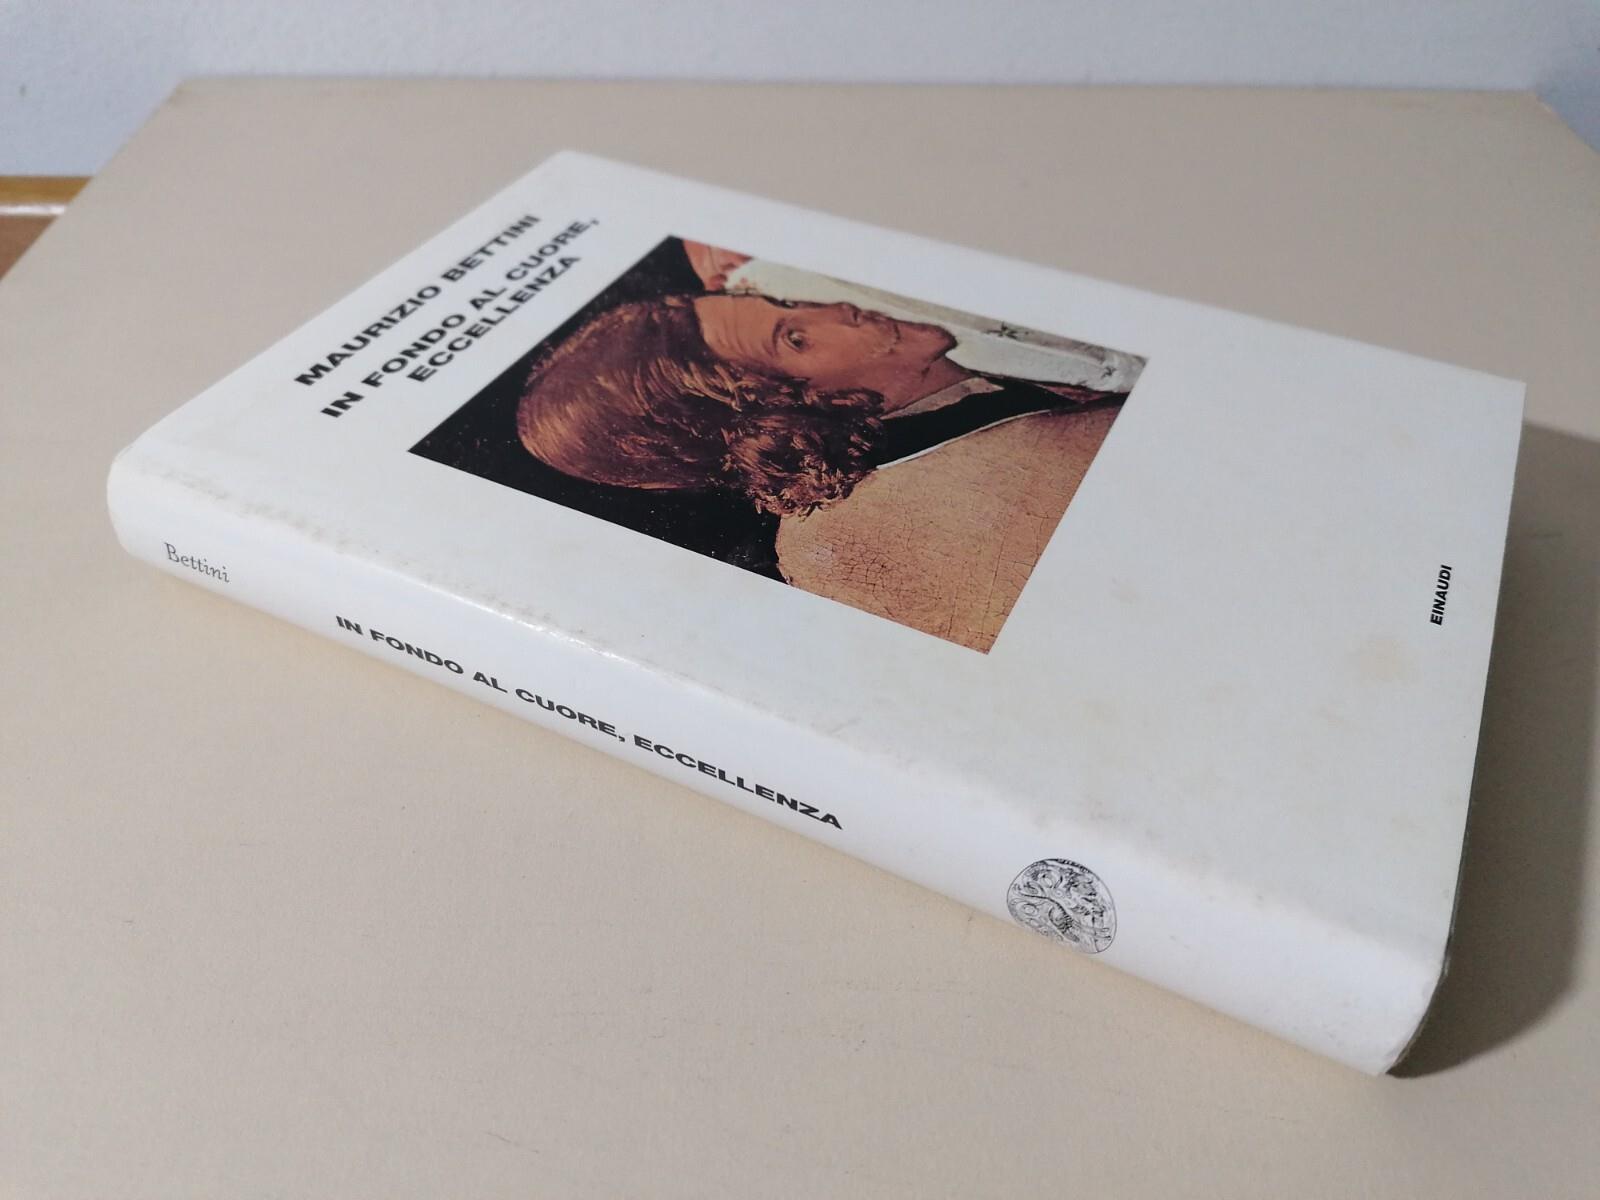 MAURIZIO BETTINI
IN FONDO AL CUORE,
ECCELLENZA
EINAUDI
Bettini
IN FONDO AL CUORE, ECCELLENZA